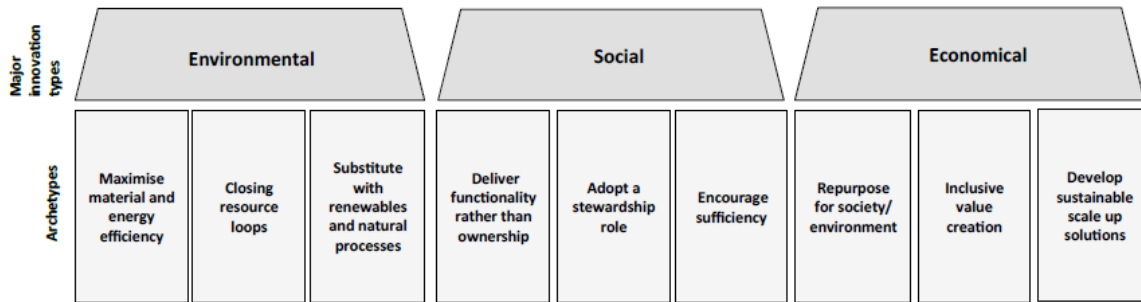 Major
innovation
types
Environmental
Social
Economical
Archetypes
Maximise
material and
energy
efficiency
Closing
resource
loops
Substitute
with
renewables
and natural
processes
Deliver
functionality
rather than
ownership
Adopt a
stewardship
role
Encourage
sufficiency
Repurpose
for society/
environment
Inclusive
value
creation
Develop
sustainable
scale up
solutions